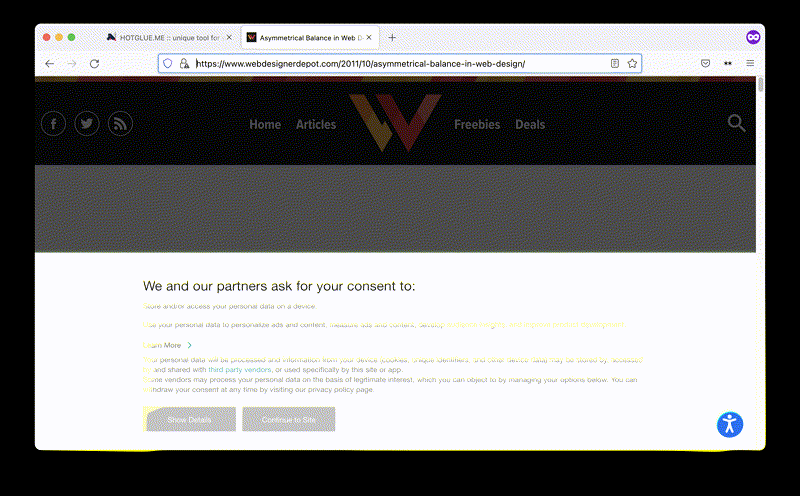 HOTGLUE.ME :: unique tool for
Asymmetrical Balance in Web D
https://www.webdesignerdepot.com/2011/10/asymmetrical-balance-in-web-design/
Home Articles Freebies Deals
We and our partners ask for your consent to:
Store and/or access your personal data on a device
Use your personal data to personalize ads and content, measure ads and content,
Learn More
Your personal data will be processed and information from your device (cookies, unique identifiers, and other device data) may be stored by, accessed
by and shared with third party vendors, or used specifically by this site or app.
Some vendors may process your personal data on the basis of legitimate interest, which you can object to by managing your options below. You can
withdraw your consent at any time by visiting our privacy policy page.
Show Details Continue to Site